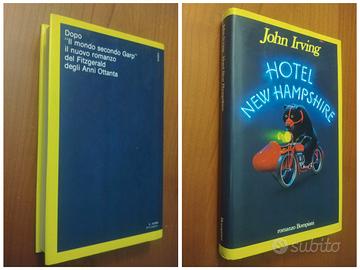 Dopo
"Il mondo secondo Garp"
il nuovo romanzo
del Fitzgerald
degli Anni Ottanta
John Irving
HOTEL
NEW HAMPSHIRE
romanzo Bompiani
subito